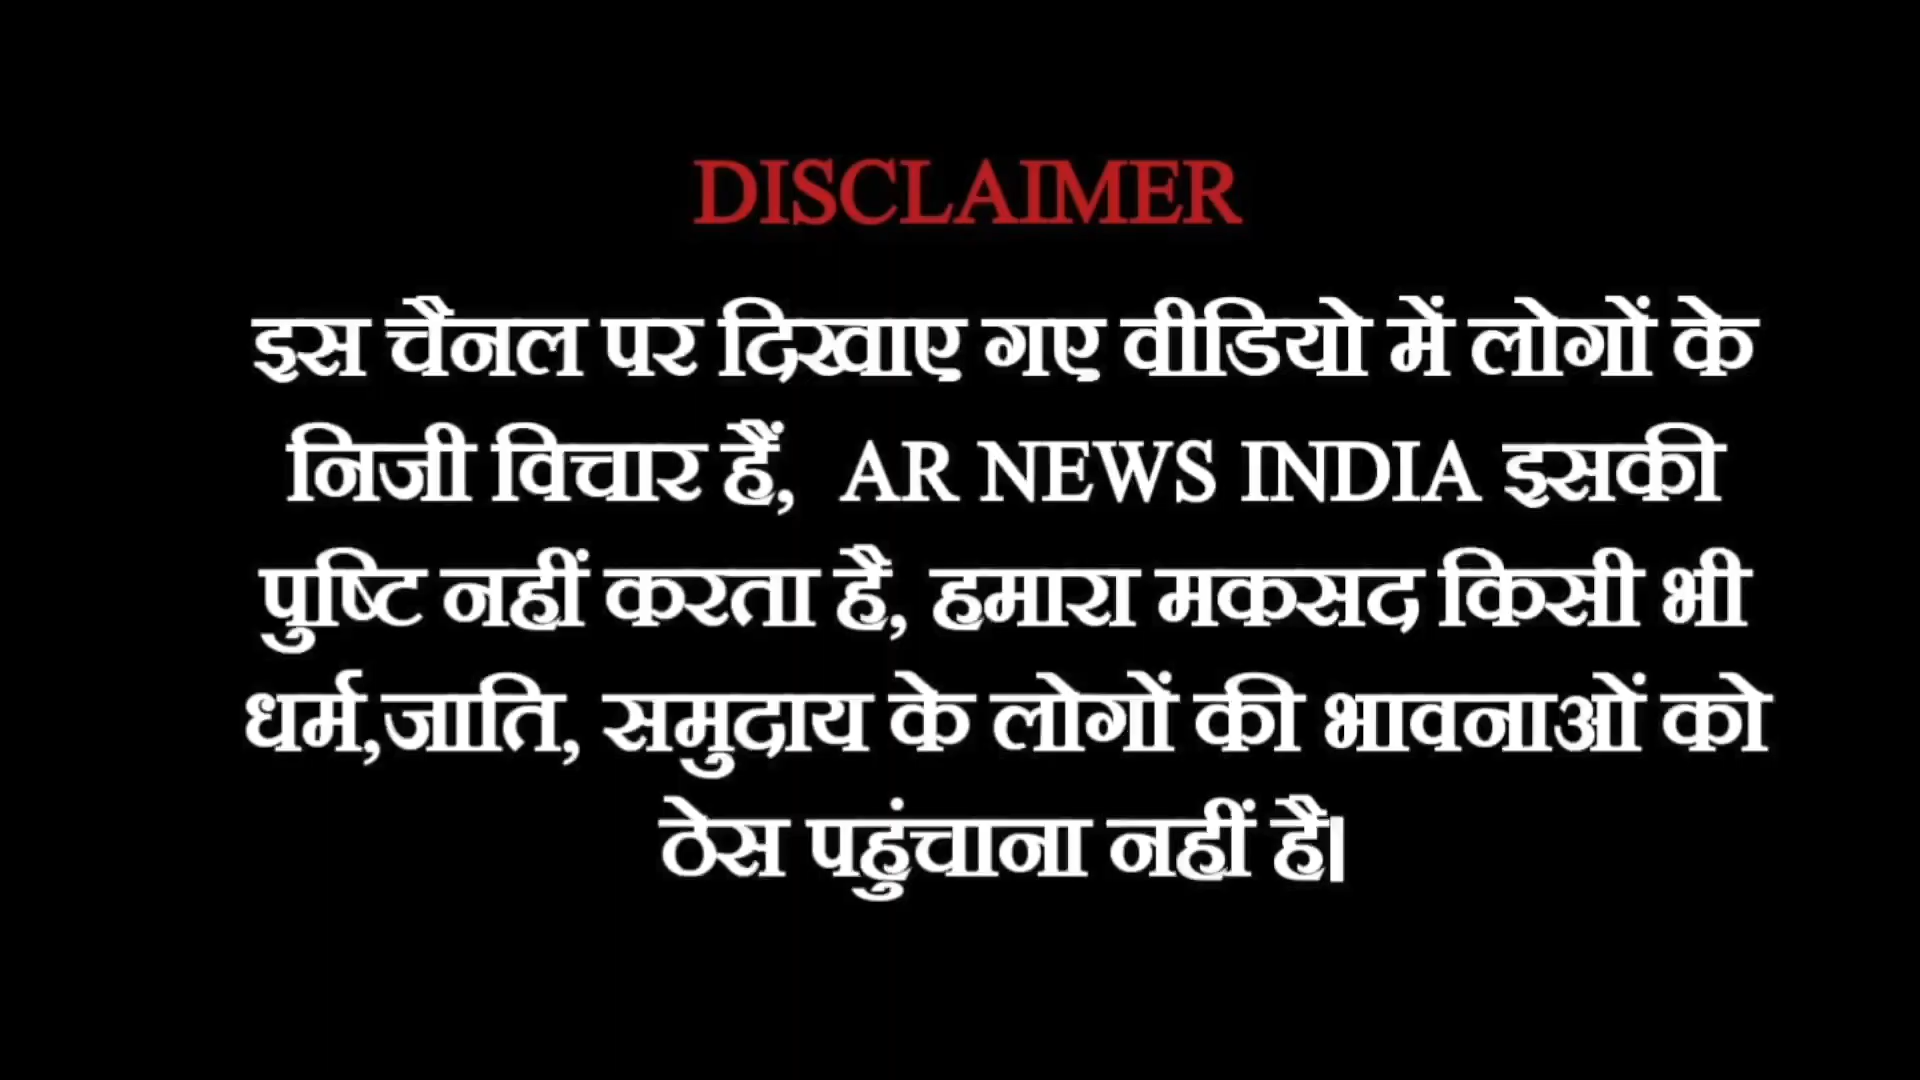 DISCLAIMER
इस चैनल पर दिखाए गए वीडियो में लोगों के
निजी विचार हैं, AR NEWS INDIA इसकी
पुष्टि नहीं करता है, हमारा मकसद किसी भी
धर्म,जाति, समुदाय के लोगों की भावनाओं को
ठेस पहुंचाना नहीं है।